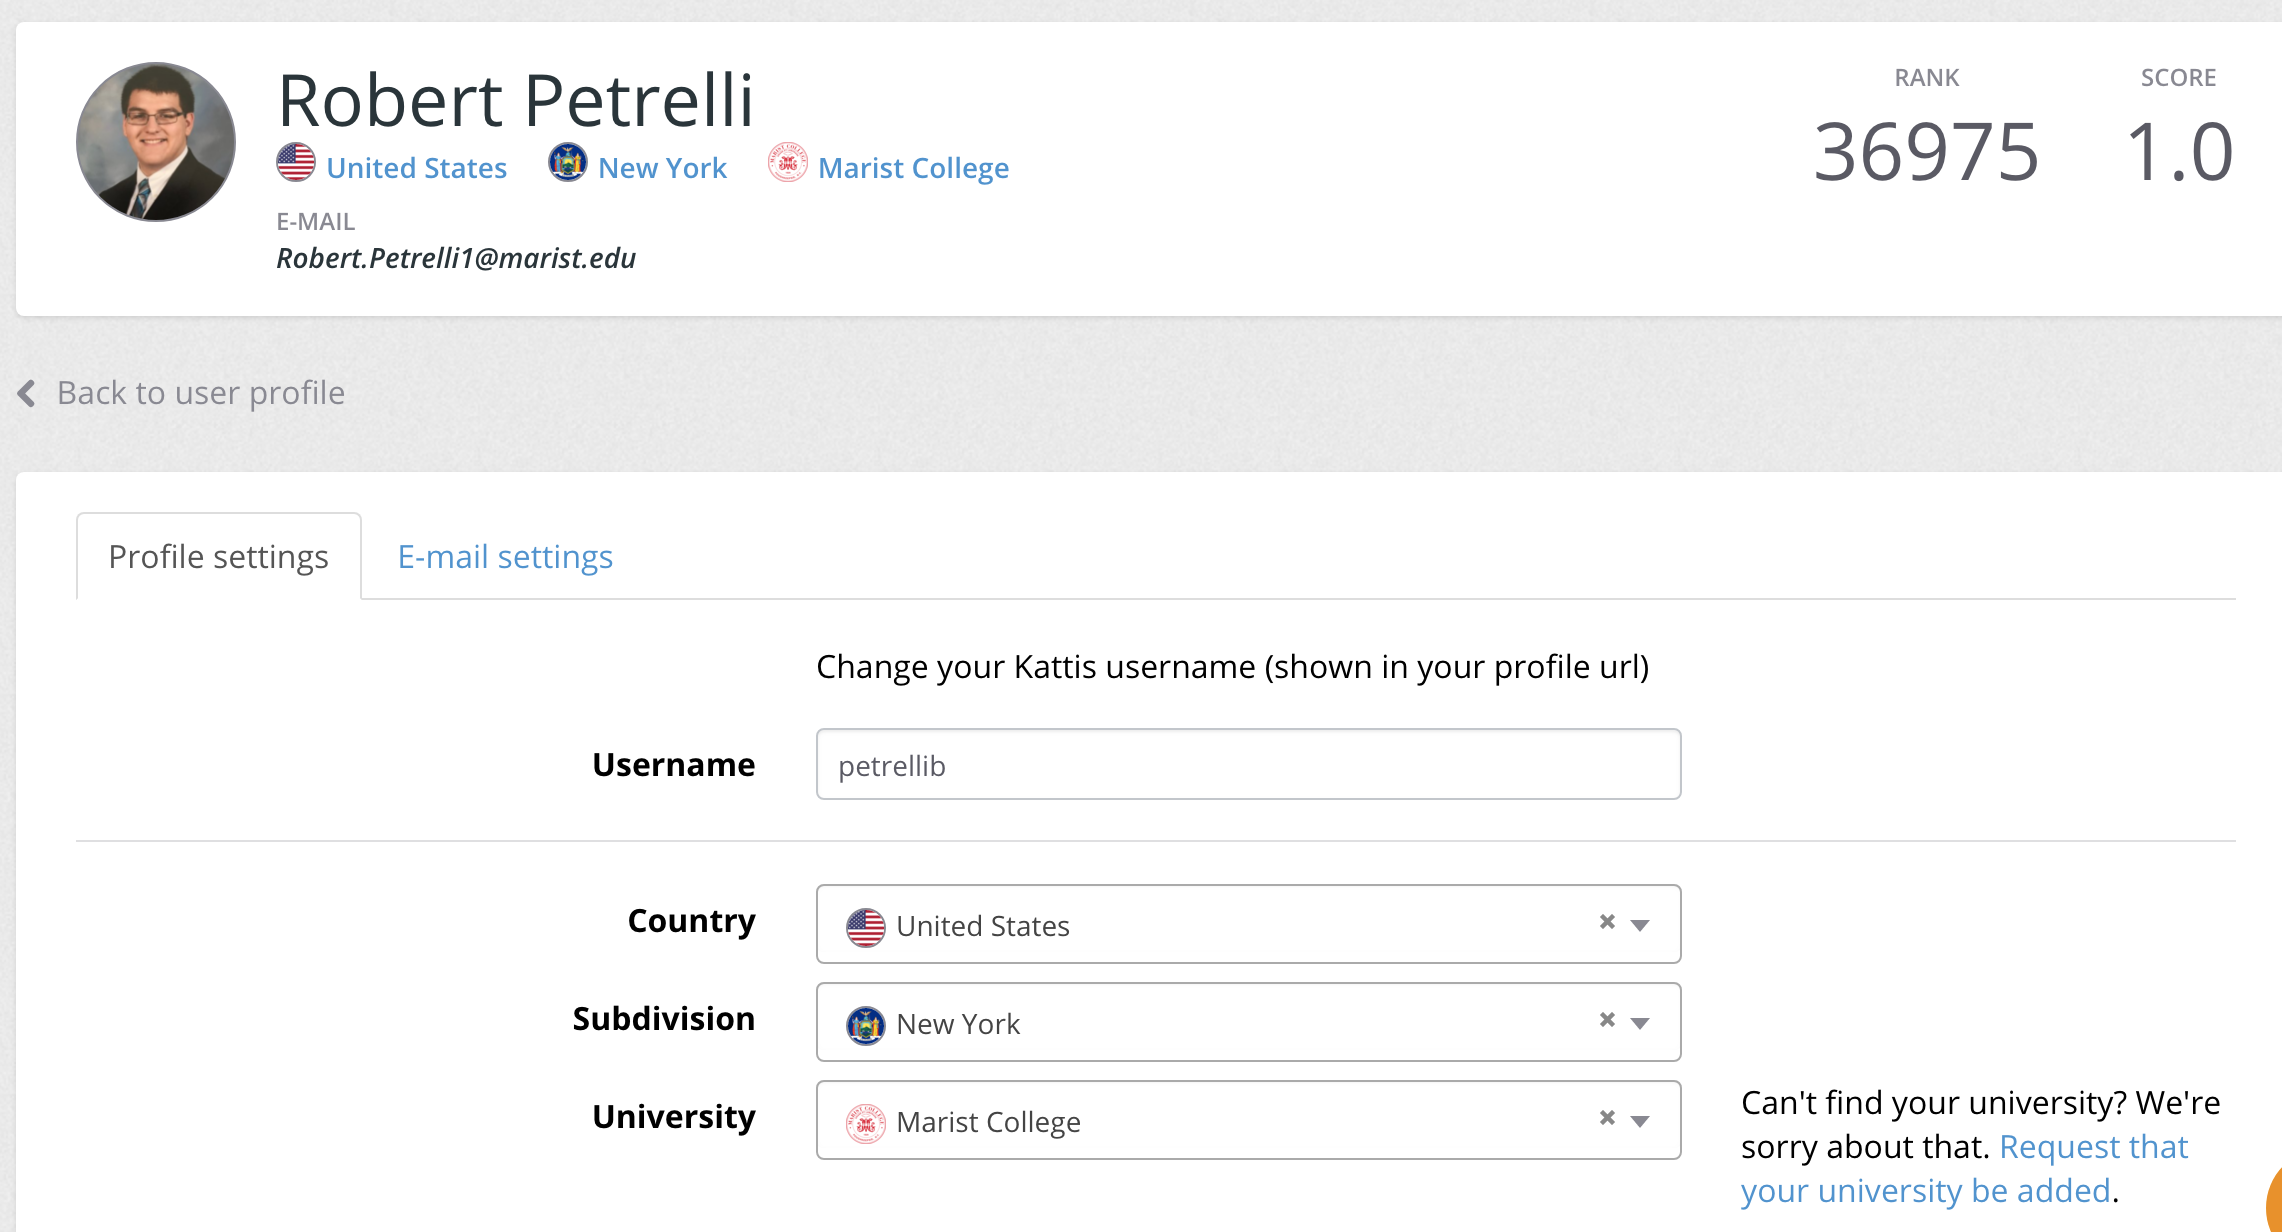 Robert Petrelli
United States New York Marist College
E-MAIL
Robert.Petrelli1@marist.edu
RANK SCORE
36975 1.0
Back to user profile
Profile settings E-mail settings
Change your Kattis username (shown in your profile url)
Username petrellib
Country United States
Subdivision New York
University Marist College
Can't find your university? We're
sorry about that. Request that
your university be added.